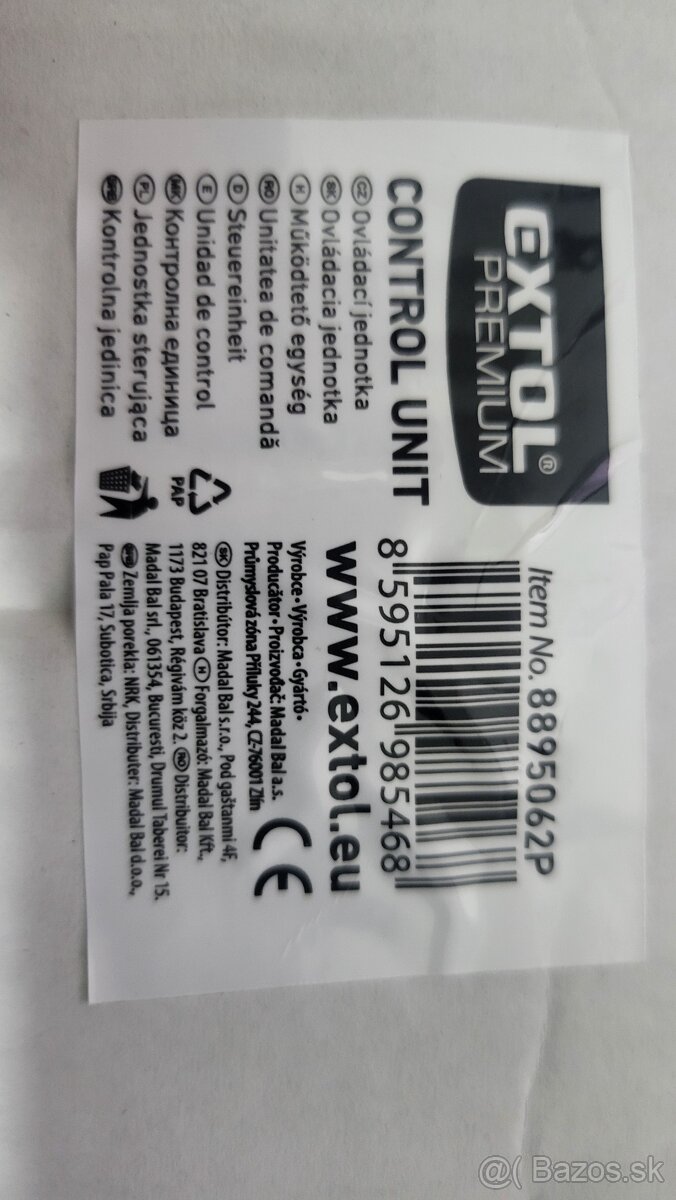 EXTOL®
PREMIUM
CONTROL UNIT
CZ Ovládací jednotka
SK Ovládacia jednotka
H Működtető egység
RO Unitatea de comandă
D Steuereinheit
E Unidad de control
MK Контролна единица
PL Jednostka sterująca
SRB Kontrolna jedinica
PAP
Item No. 8895062P
8 595126 985468
www.extol.eu
Výrobce • Výrobca • Gyártó •
Producător • Proizvođač: Madal Bal a.s.
Průmyslová zóna Příluky 244, CZ-76001 Zlín
CE
SK Distribútor: Madal Bal s.r.o., Pod gaštanmi 4F,
821 07 Bratislava H Forgalmazó: Madal Bal Kft.,
1173 Budapest, Régivám köz 2. RO Distribuitor:
Madal Bal srl., 061354, Bucuresti, Drumul Taberei Nr 15.
SRB Zemlja porekla: NRK, Distributer: Madal Bal d.o.o.,
Pap Pala 17, Subotica, Srbija
@( Bazos.sk